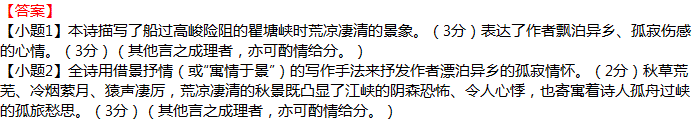 【答案】
【小题1】本诗描写了船过高峻险阻的瞿塘峡时荒凉凄清的景象。（3分）表达了作者飘泊异乡、孤寂伤感
的心情。（3分）（其他言之成理者，亦可酌情给分。）
【小题2】全诗用借景抒情（或“寓情于景”）的写作手法来抒发作者漂泊异乡的孤寂情怀。（2分）秋草荒
芜、冷烟萦月、猿声凄厉，荒凉凄清的秋景既凸显了江峡的阴森恐怖、令人心悸，也寄寓着诗人孤舟过峡
的孤旅愁思。（3分）（其他言之成理者，亦可酌情给分。）